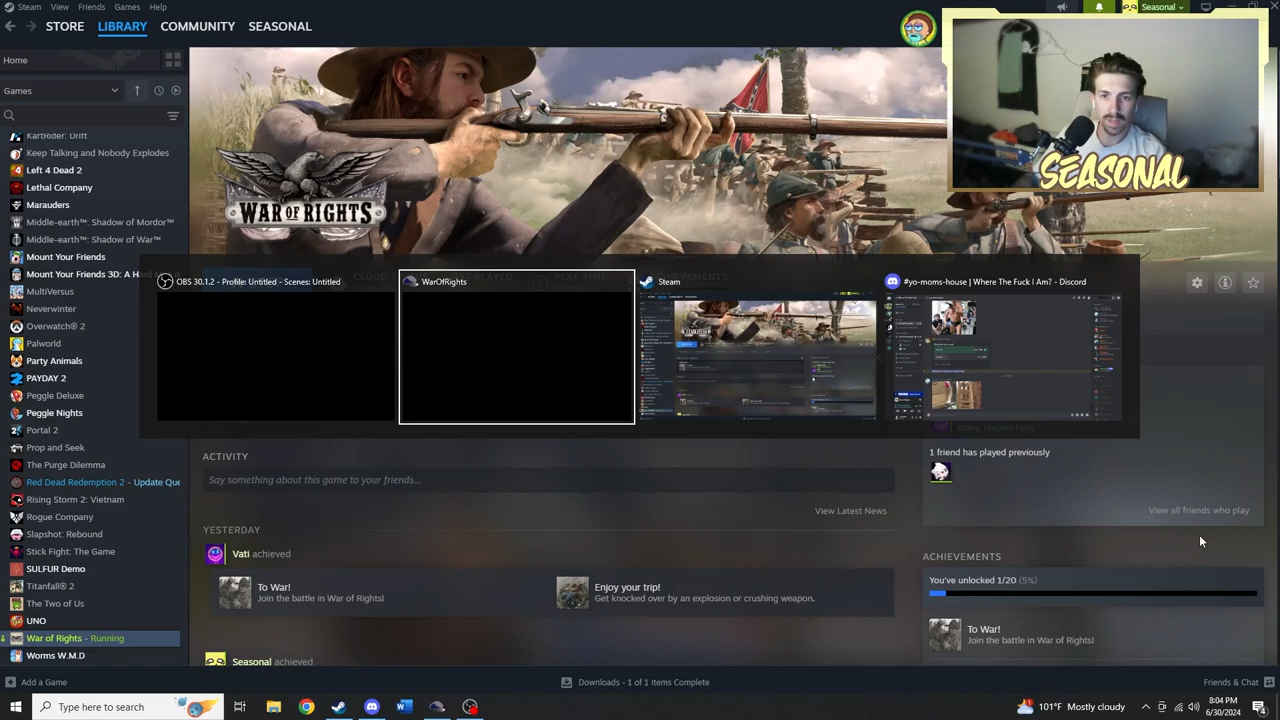 Steam View Friends Games Help
Seasonal
STORE LIBRARY COMMUNITY SEASONAL
Home
Games
KartRider: Drift
Keep Talking and Nobody Explodes
Left 4 Dead 2
Lethal Company
Marauders
Middle-earth™: Shadow of Mordor™
Middle-earth™: Shadow of War™
Mount Your Friends
Mount Your Friends 3D: A Hard
MultiVersus
Neverwinter
Overwatch® 2
Palworld
Party Animals
PAYDAY 2
Peggle Deluxe
Peggle Nights
Portal 2
Prop and Seek
The Purge Dilemma
Red Dead Redemption 2 - Update Que
Rising Storm 2: Vietnam
Rogue Company
Slapshot: Rebound
Stick Fight: The Game
SULFUR Demo
Titanfall® 2
The Two of Us
UNO
War of Rights - Running
Worms W.M.D
WAR OF RIGHTS
SEASONAL
OBS 30.1.2 - Profile: Untitled - Scenes: Untitled
WarOfRights
Steam
#yo-moms-house | Where The Fuck I Am? - Discord
PLAY TIME
Valley, Harpers Ferry
1 friend has played previously
View all friends who play
ACTIVITY
Say something about this game to your friends...
View Latest News
YESTERDAY
Vati achieved
To War!
Join the battle in War of Rights!
Enjoy your trip!
Get knocked over by an explosion or crushing weapon.
Seasonal achieved
ACHIEVEMENTS
You've unlocked 1/20 (5%)
To War!
Join the battle in War of Rights!
Add a Game
Downloads - 1 of 1 Items Complete
Friends & Chat
Type here to search
101°F Mostly cloudy
8:04 PM
6/30/2024
4